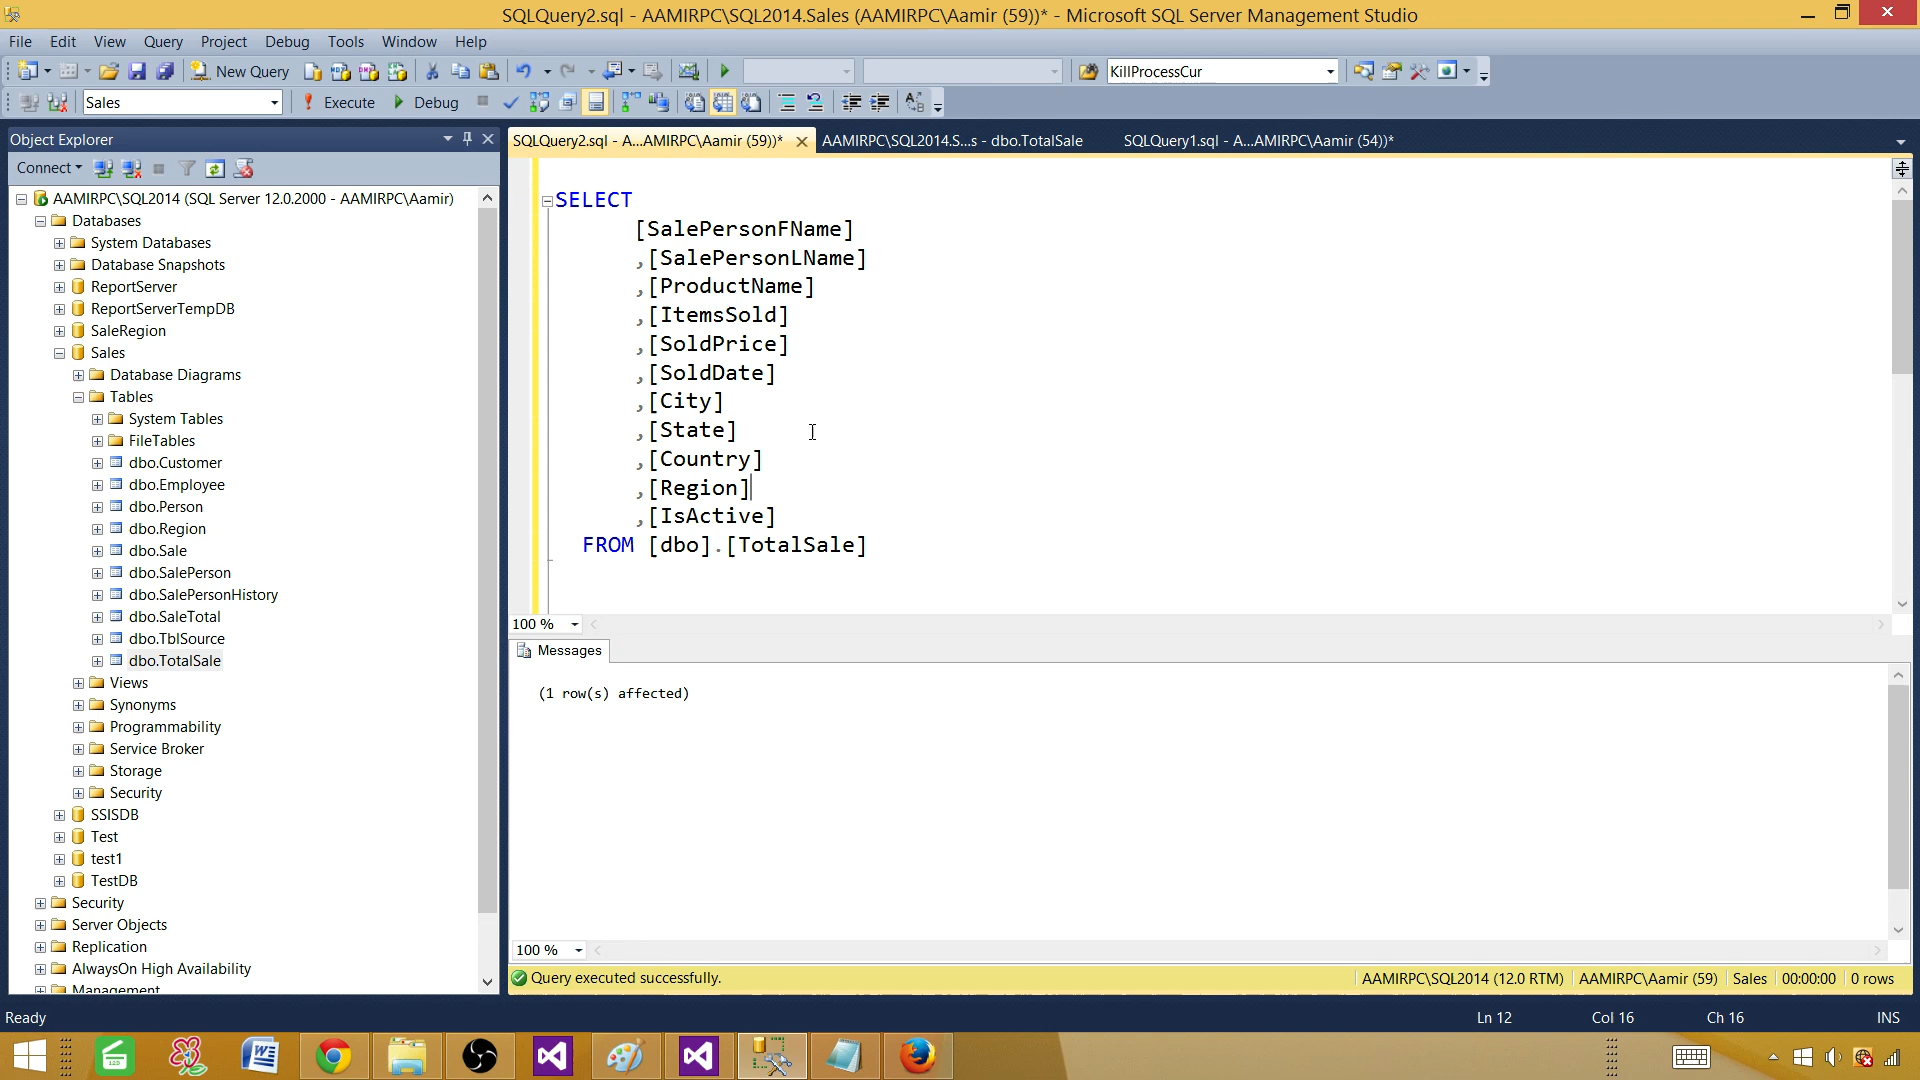 SQLQuery2.sql - AAMIRPC\SQL2014.Sales (AAMIRPC\Aamir (59))* - Microsoft SQL Server Management Studio
File Edit View Query Project Debug Tools Window Help
New Query KillProcessCur
Sales Execute Debug
Object Explorer
Connect
AAMIRPC\SQL2014 (SQL Server 12.0.2000 - AAMIRPC\Aamir)
Databases
System Databases
Database Snapshots
ReportServer
ReportServerTempDB
SaleRegion
Sales
Database Diagrams
Tables
System Tables
FileTables
dbo.Customer
dbo.Employee
dbo.Person
dbo.Region
dbo.Sale
dbo.SalePerson
dbo.SalePersonHistory
dbo.SaleTotal
dbo.TblSource
dbo.TotalSale
Views
Synonyms
Programmability
Service Broker
Storage
Security
SSISDB
Test
test1
TestDB
Security
Server Objects
Replication
AlwaysOn High Availability
Management
SQLQuery2.sql - A...AMIRPC\Aamir (59))* AAMIRPC\SQL2014.S...s - dbo.TotalSale SQLQuery1.sql - A...AMIRPC\Aamir (54))*
SELECT
[SalePersonFName]
,[SalePersonLName]
,[ProductName]
,[ItemsSold]
,[SoldPrice]
,[SoldDate]
,[City]
,[State]
,[Country]
,[Region]
,[IsActive]
FROM [dbo].[TotalSale]
100 %
Messages
(1 row(s) affected)
100 %
Query executed successfully. AAMIRPC\SQL2014 (12.0 RTM) AAMIRPC\Aamir (59) Sales 00:00:00 0 rows
Ready Ln 12 Col 16 Ch 16 INS